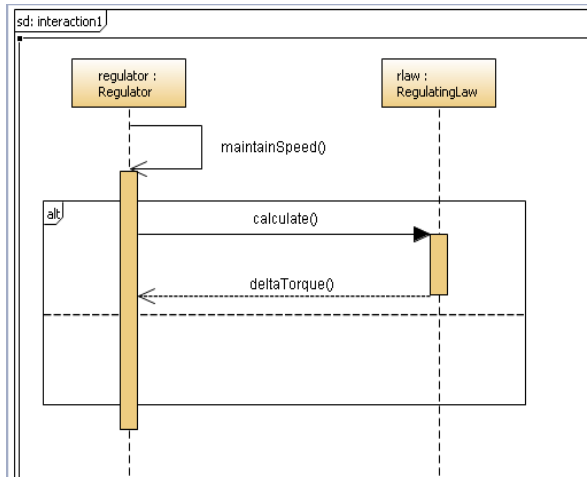 sd: interaction1
regulator :
Regulator
rlaw :
RegulatingLaw
maintainSpeed()
alt
calculate()
deltaTorque()